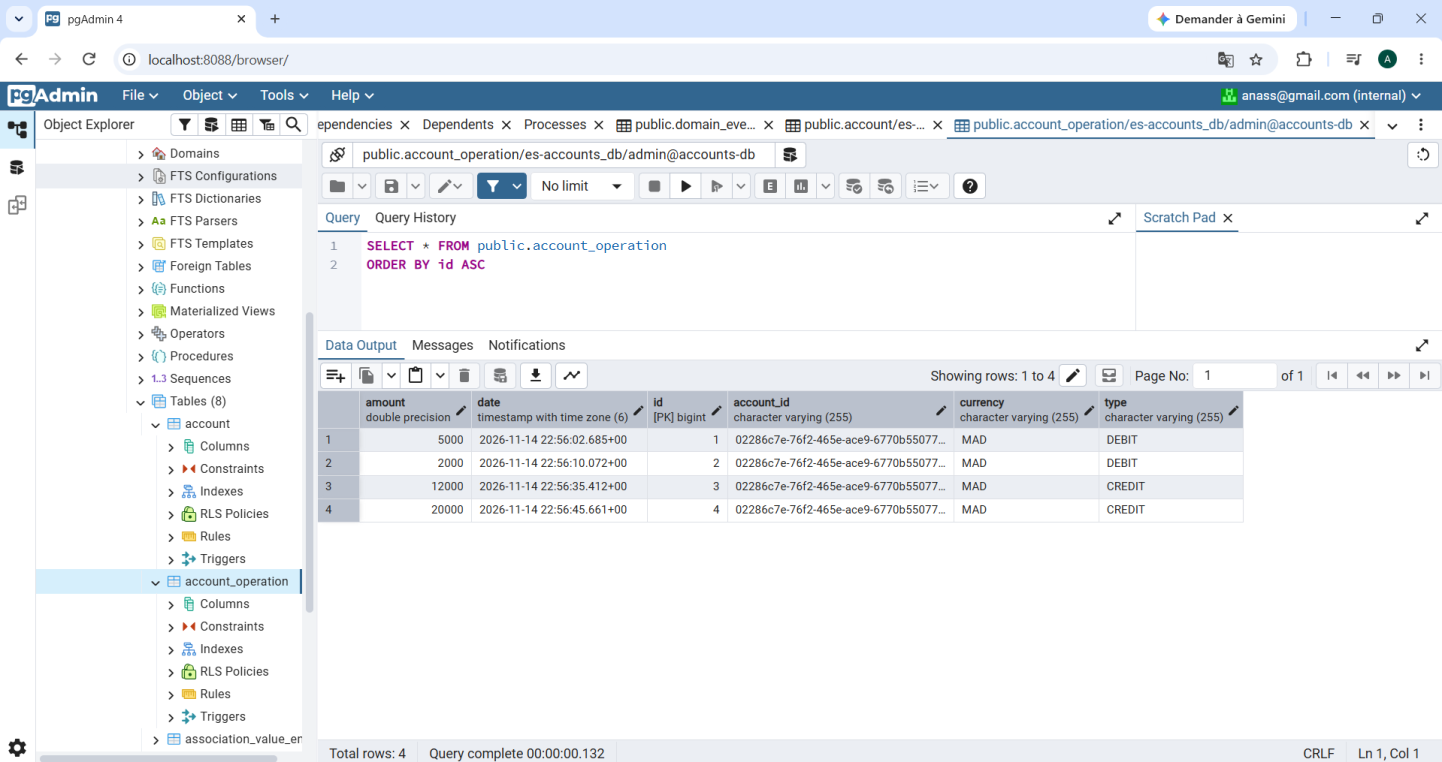 pgAdmin 4
Demander à Gemini
localhost:8088/browser/
A
pgAdmin
File
Object
Tools
Help
anass@gmail.com (internal)
Object Explorer
ependencies
Dependents
Processes
public.domain_eve...
public.account/es-...
public.account_operation/es-accounts_db/admin@accounts-db
Domains
FTS Configurations
FTS Dictionaries
Aa FTS Parsers
FTS Templates
Foreign Tables
Functions
Materialized Views
Operators
Procedures
1..3 Sequences
Tables (8)
account
Columns
Constraints
Indexes
RLS Policies
Rules
Triggers
account_operation
Columns
Constraints
Indexes
RLS Policies
Rules
Triggers
association_value_en
public.account_operation/es-accounts_db/admin@accounts-db
No limit
E
Query
Query History
Scratch Pad
1 SELECT * FROM public.account_operation
2 ORDER BY id ASC
Data Output
Messages
Notifications
Showing rows: 1 to 4
Page No: 1 of 1
amount double precision
date timestamp with time zone (6)
id [PK] bigint
account_id character varying (255)
currency character varying (255)
type character varying (255)
1 5000 2026-11-14 22:56:02.685+00 1 02286c7e-76f2-465e-ace9-6770b55077... MAD DEBIT
2 2000 2026-11-14 22:56:10.072+00 2 02286c7e-76f2-465e-ace9-6770b55077... MAD DEBIT
3 12000 2026-11-14 22:56:35.412+00 3 02286c7e-76f2-465e-ace9-6770b55077... MAD CREDIT
4 20000 2026-11-14 22:56:45.661+00 4 02286c7e-76f2-465e-ace9-6770b55077... MAD CREDIT
Total rows: 4
Query complete 00:00:00.132
CRLF
Ln 1, Col 1